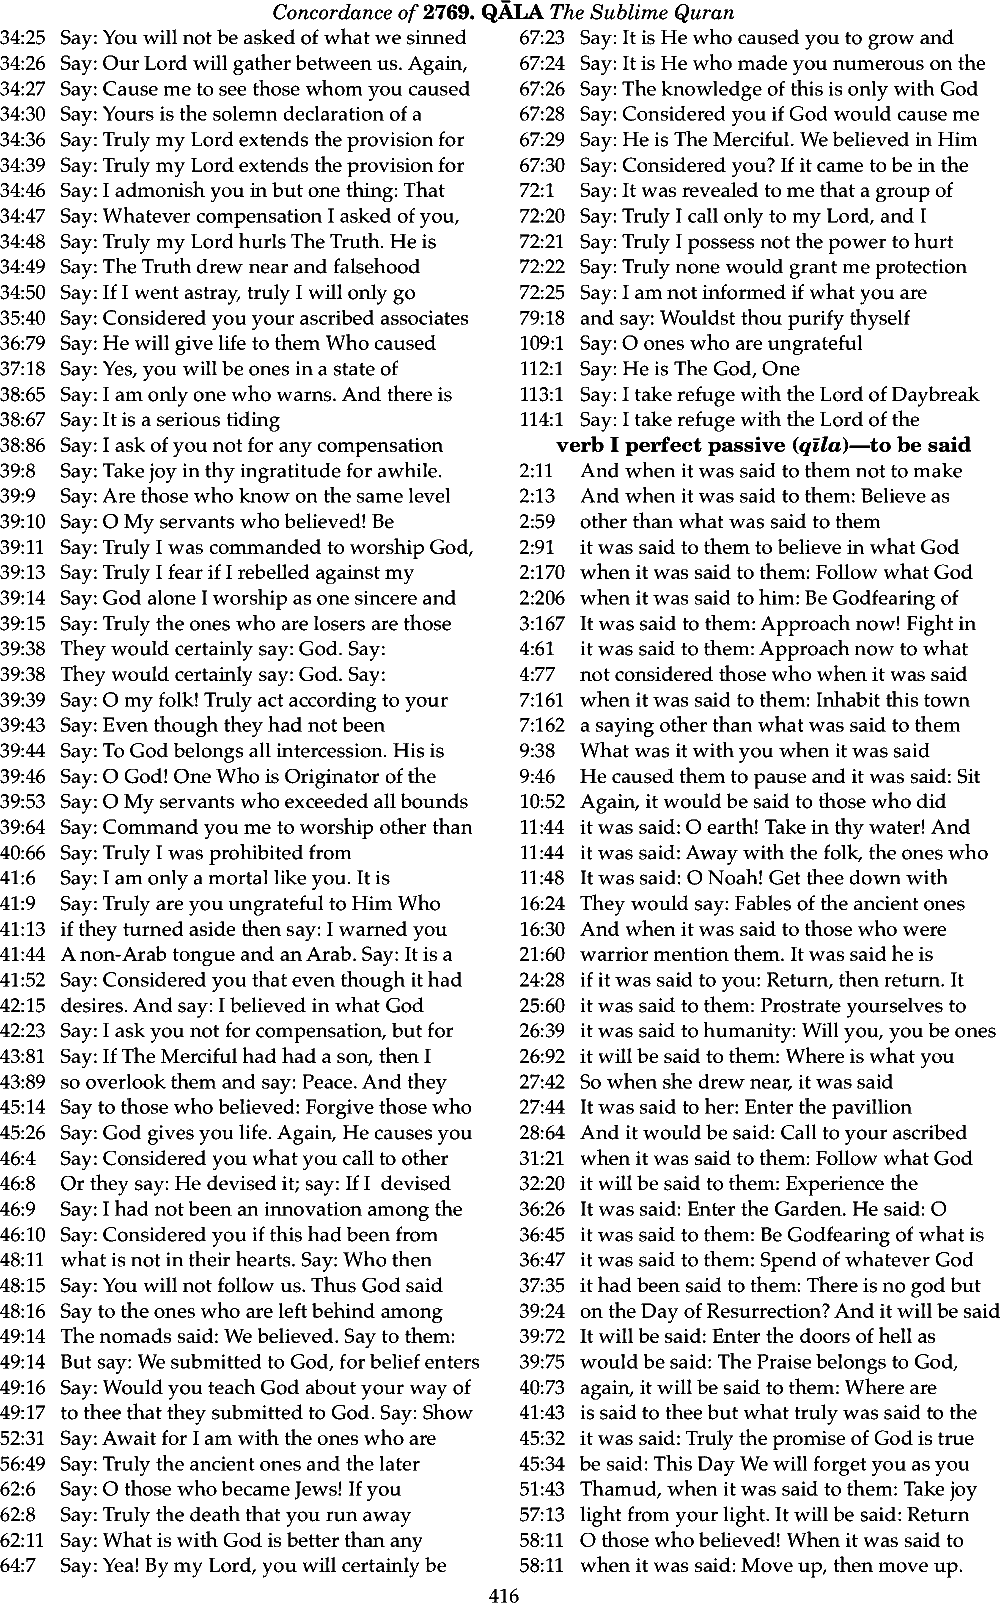 Concordance of 2769. QĀLA The Sublime Quran
34:25 Say: You will not be asked of what we sinned
34:26 Say: Our Lord will gather between us. Again,
34:27 Say: Cause me to see those whom you caused
34:30 Say: Yours is the solemn declaration of a
34:36 Say: Truly my Lord extends the provision for
34:39 Say: Truly my Lord extends the provision for
34:46 Say: I admonish you in but one thing: That
34:47 Say: Whatever compensation I asked of you,
34:48 Say: Truly my Lord hurls The Truth. He is
34:49 Say: The Truth drew near and falsehood
34:50 Say: If I went astray, truly I will only go
35:40 Say: Considered you your ascribed associates
36:79 Say: He will give life to them Who caused
37:18 Say: Yes, you will be ones in a state of
38:65 Say: I am only one who warns. And there is
38:67 Say: It is a serious tiding
38:86 Say: I ask of you not for any compensation
39:8 Say: Take joy in thy ingratitude for awhile.
39:9 Say: Are those who know on the same level
39:10 Say: O My servants who believed! Be
39:11 Say: Truly I was commanded to worship God,
39:13 Say: Truly I fear if I rebelled against my
39:14 Say: God alone I worship as one sincere and
39:15 Say: Truly the ones who are losers are those
39:38 They would certainly say: God. Say:
39:38 They would certainly say: God. Say:
39:39 Say: O my folk! Truly act according to your
39:43 Say: Even though they had not been
39:44 Say: To God belongs all intercession. His is
39:46 Say: O God! One Who is Originator of the
39:53 Say: O My servants who exceeded all bounds
39:64 Say: Command you me to worship other than
40:66 Say: Truly I was prohibited from
41:6 Say: I am only a mortal like you. It is
41:9 Say: Truly are you ungrateful to Him Who
41:13 if they turned aside then say: I warned you
41:44 A non-Arab tongue and an Arab. Say: It is a
41:52 Say: Considered you that even though it had
42:15 desires. And say: I believed in what God
42:23 Say: I ask you not for compensation, but for
43:81 Say: If The Merciful had had a son, then I
43:89 so overlook them and say: Peace. And they
45:14 Say to those who believed: Forgive those who
45:26 Say: God gives you life. Again, He causes you
46:4 Say: Considered you what you call to other
46:8 Or they say: He devised it; say: If I devised
46:9 Say: I had not been an innovation among the
46:10 Say: Considered you if this had been from
48:11 what is not in their hearts. Say: Who then
48:15 Say: You will not follow us. Thus God said
48:16 Say to the ones who are left behind among
49:14 The nomads said: We believed. Say to them:
49:14 But say: We submitted to God, for belief enters
49:16 Say: Would you teach God about your way of
49:17 to thee that they submitted to God. Say: Show
52:31 Say: Await for I am with the ones who are
56:49 Say: Truly the ancient ones and the later
62:6 Say: O those who became Jews! If you
62:8 Say: Truly the death that you run away
62:11 Say: What is with God is better than any
64:7 Say: Yea! By my Lord, you will certainly be
67:23 Say: It is He who caused you to grow and
67:24 Say: It is He who made you numerous on the
67:26 Say: The knowledge of this is only with God
67:28 Say: Considered you if God would cause me
67:29 Say: He is The Merciful. We believed in Him
67:30 Say: Considered you? If it came to be in the
72:1 Say: It was revealed to me that a group of
72:20 Say: Truly I call only to my Lord, and I
72:21 Say: Truly I possess not the power to hurt
72:22 Say: Truly none would grant me protection
72:25 Say: I am not informed if what you are
79:18 and say: Wouldst thou purify thyself
109:1 Say: O ones who are ungrateful
112:1 Say: He is The God, One
113:1 Say: I take refuge with the Lord of Daybreak
114:1 Say: I take refuge with the Lord of the
verb I perfect passive (qīla)—to be said
2:11 And when it was said to them not to make
2:13 And when it was said to them: Believe as
2:59 other than what was said to them
2:91 it was said to them to believe in what God
2:170 when it was said to them: Follow what God
2:206 when it was said to him: Be Godfearing of
3:167 It was said to them: Approach now! Fight in
4:61 it was said to them: Approach now to what
4:77 not considered those who when it was said
7:161 when it was said to them: Inhabit this town
7:162 a saying other than what was said to them
9:38 What was it with you when it was said
9:46 He caused them to pause and it was said: Sit
10:52 Again, it would be said to those who did
11:44 it was said: O earth! Take in thy water! And
11:44 it was said: Away with the folk, the ones who
11:48 It was said: O Noah! Get thee down with
16:24 They would say: Fables of the ancient ones
16:30 And when it was said to those who were
21:60 warrior mention them. It was said he is
24:28 if it was said to you: Return, then return. It
25:60 it was said to them: Prostrate yourselves to
26:39 it was said to humanity: Will you, you be ones
26:92 it will be said to them: Where is what you
27:42 So when she drew near, it was said
27:44 It was said to her: Enter the pavillion
28:64 And it would be said: Call to your ascribed
31:21 when it was said to them: Follow what God
32:20 it will be said to them: Experience the
36:26 It was said: Enter the Garden. He said: O
36:45 it was said to them: Be Godfearing of what is
36:47 it was said to them: Spend of whatever God
37:35 it had been said to them: There is no god but
39:24 on the Day of Resurrection? And it will be said
39:72 It will be said: Enter the doors of hell as
39:75 would be said: The Praise belongs to God,
40:73 again, it will be said to them: Where are
41:43 is said to thee but what truly was said to the
45:32 it was said: Truly the promise of God is true
45:34 be said: This Day We will forget you as you
51:43 Thamud, when it was said to them: Take joy
57:13 light from your light. It will be said: Return
58:11 O those who believed! When it was said to
58:11 when it was said: Move up, then move up.
416